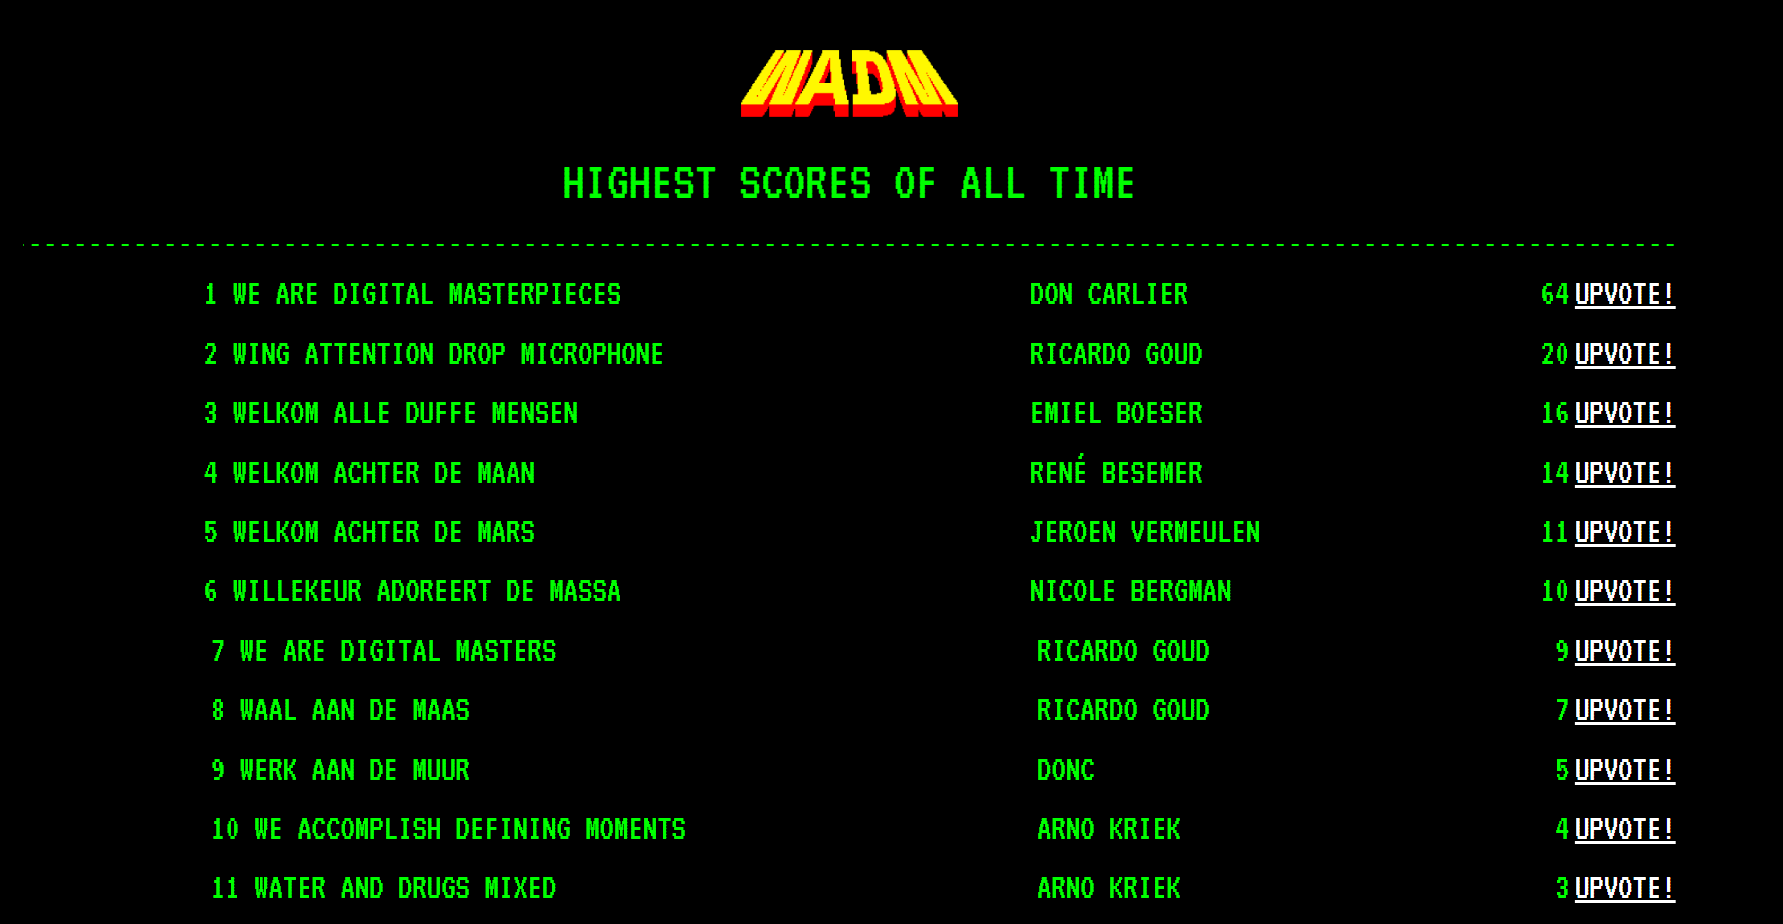 WADM
HIGHEST SCORES OF ALL TIME
1 WE ARE DIGITAL MASTERPIECES DON CARLIER 64 UPVOTE!
2 WING ATTENTION DROP MICROPHONE RICARDO GOUD 20 UPVOTE!
3 WELKOM ALLE DUFFE MENSEN EMIEL BOESER 16 UPVOTE!
4 WELKOM ACHTER DE MAAN RENÉ BESEMER 14 UPVOTE!
5 WELKOM ACHTER DE MARS JEROEN VERMEULEN 11 UPVOTE!
6 WILLEKEUR ADOREERT DE MASSA NICOLE BERGMAN 10 UPVOTE!
7 WE ARE DIGITAL MASTERS RICARDO GOUD 9 UPVOTE!
8 WAAL AAN DE MAAS RICARDO GOUD 7 UPVOTE!
9 WERK AAN DE MUUR DONC 5 UPVOTE!
10 WE ACCOMPLISH DEFINING MOMENTS ARNO KRIEK 4 UPVOTE!
11 WATER AND DRUGS MIXED ARNO KRIEK 3 UPVOTE!